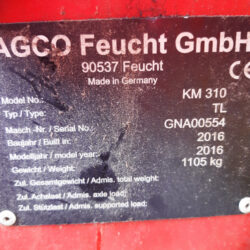 AGCO Feucht GmbH
90537 Feucht
Made in Germany
CE
Model No.: KM 310
Typ / Type: TL
Masch -Nr. / Serial No.: GNA00554
Baujahr / Built in: 2016
Modelljahr / model year: 2016
Gewicht / Weight: 1105 kg
Zul. Gesamtgewicht / Admis. total weight:
Zul. Achslast / Admis. axle load:
Zul. Stützlast / Admis. supported load: